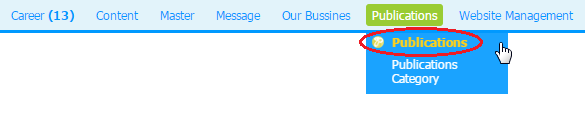 Career (13) Content Master Message Our Bussines Publications Website Management
Publications
Publications
Category